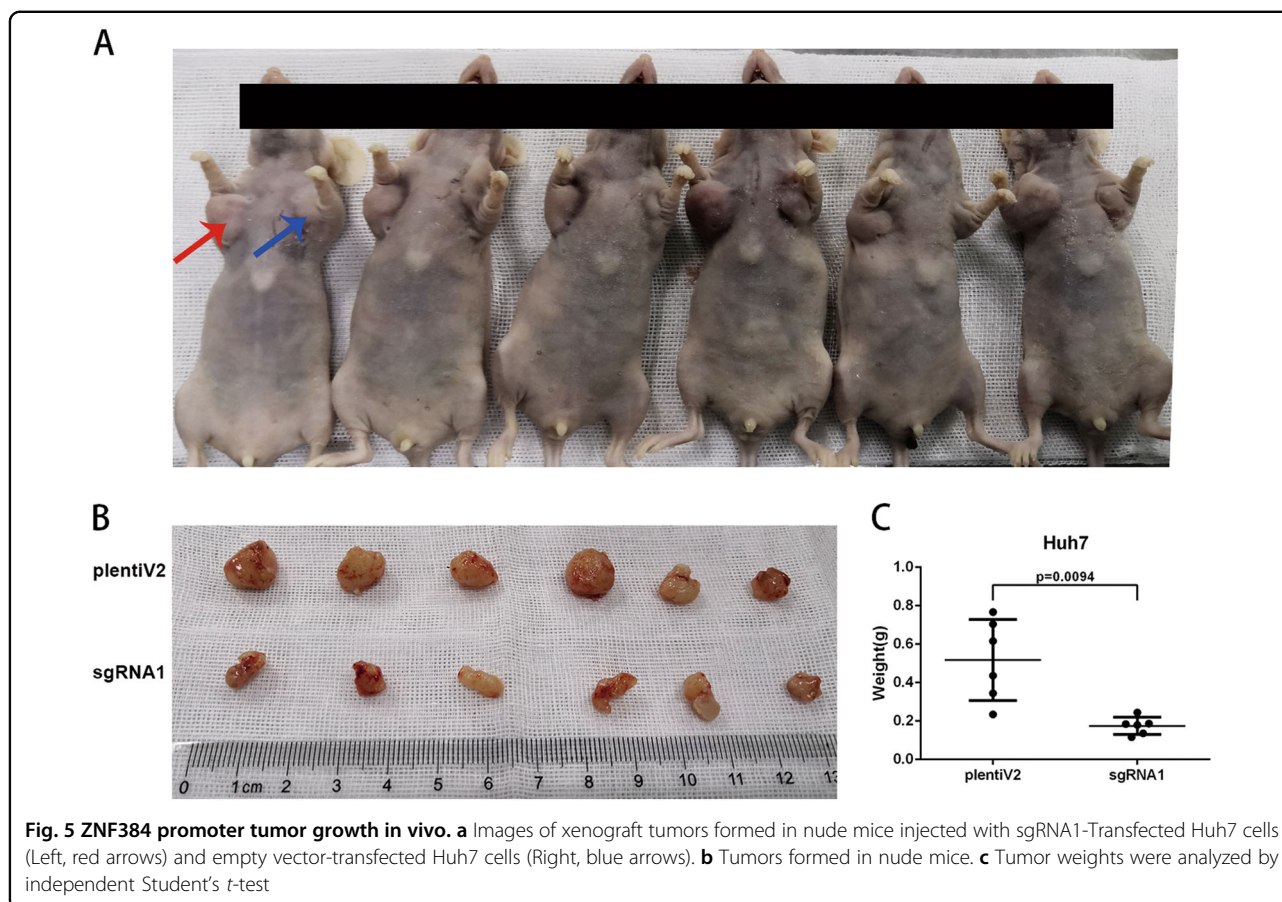 A
B
plentiV2
sgRNA1
0 1 cm 2 3 4 5 6 7 8 9 10 11 12 13
C
Huh7
p=0.0094
Weight(g)
1.0
0.8
0.6
0.4
0.2
0.0
plentiV2 sgRNA1
Fig. 5 ZNF384 promoter tumor growth in vivo. a Images of xenograft tumors formed in nude mice injected with sgRNA1-Transfected Huh7 cells
(Left, red arrows) and empty vector-transfected Huh7 cells (Right, blue arrows). b Tumors formed in nude mice. c Tumor weights were analyzed by
independent Student's t-test